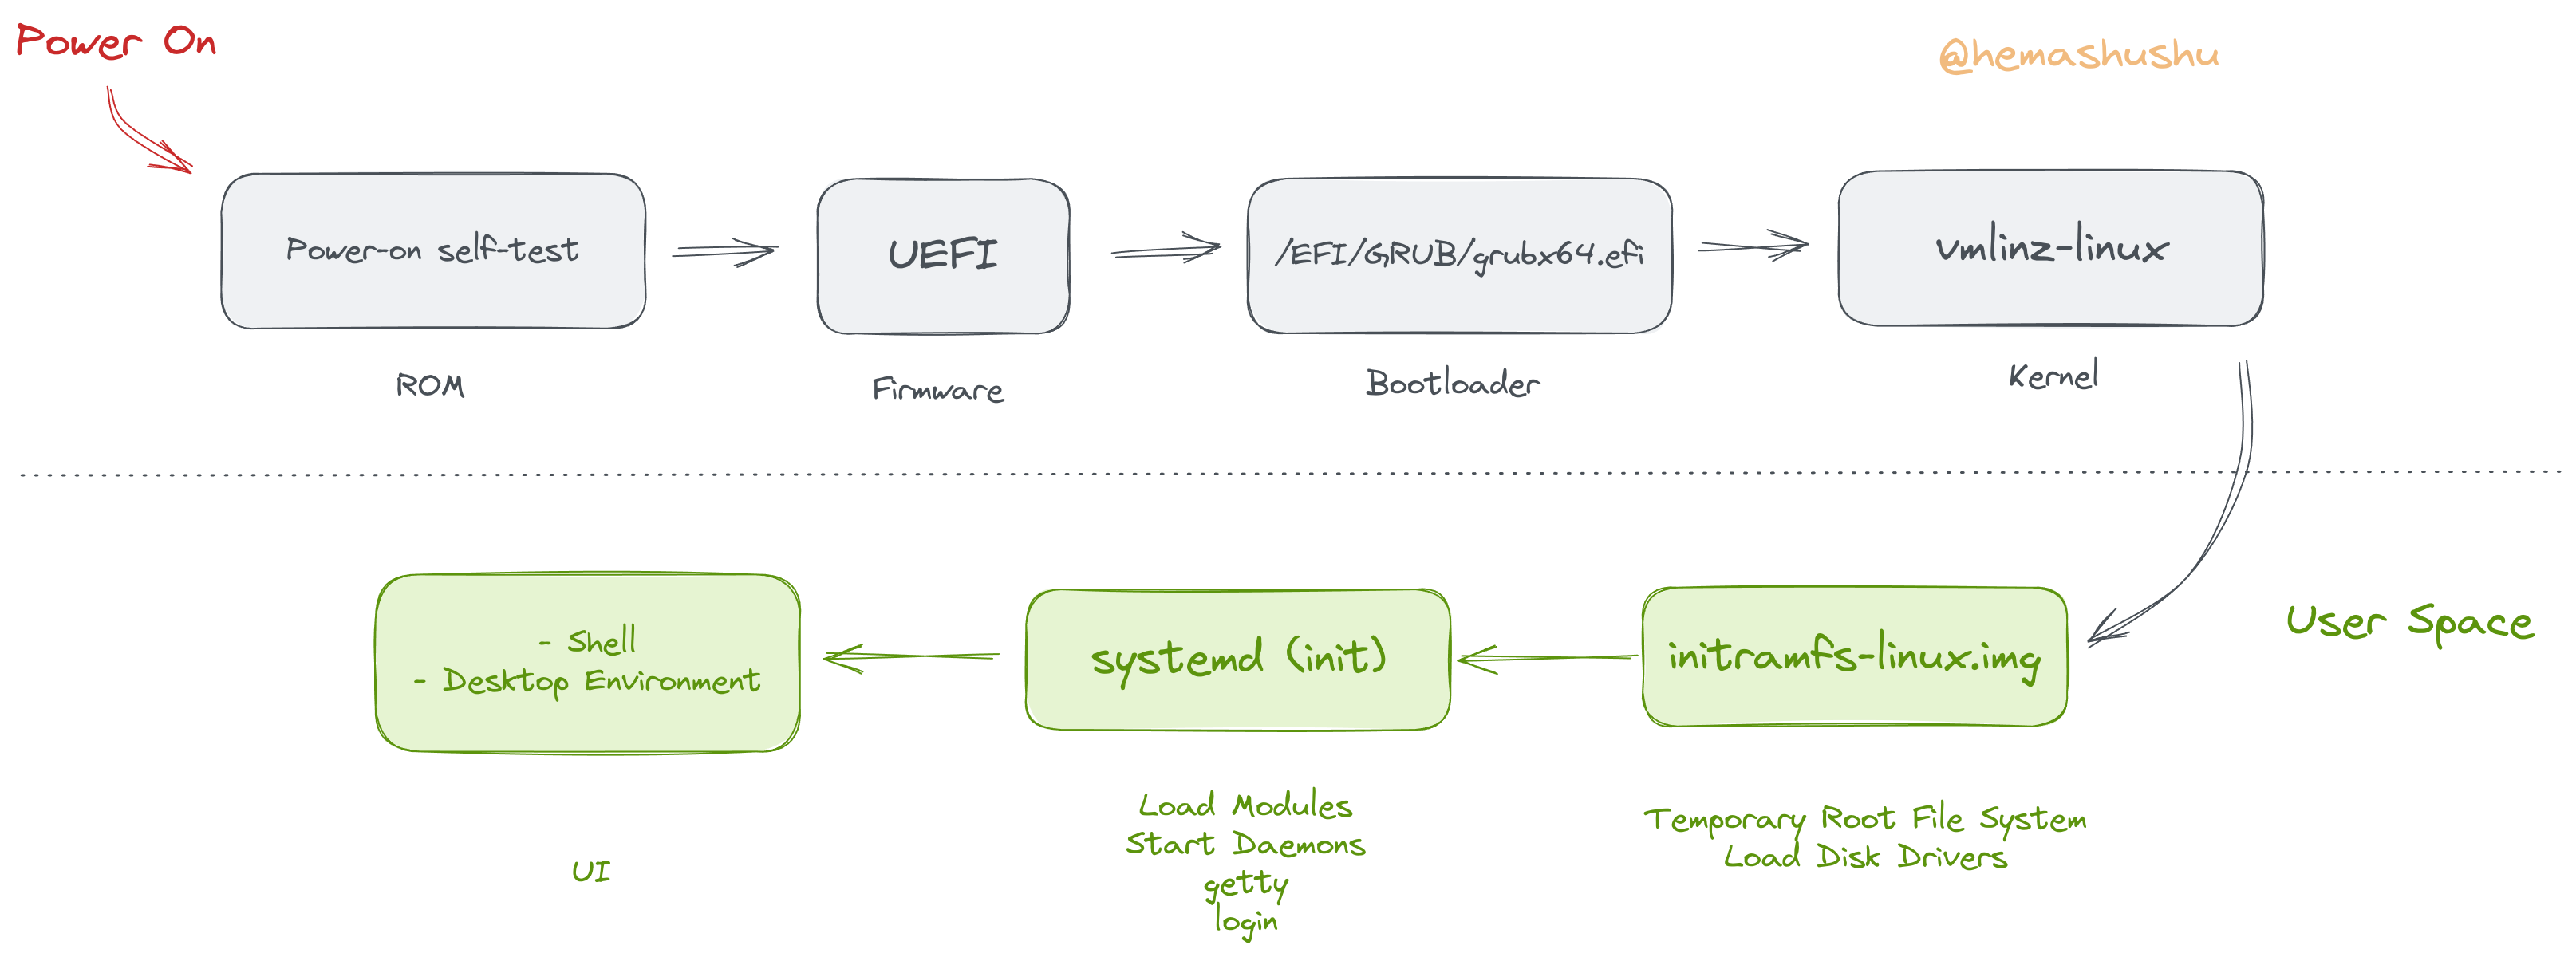 Power On
@hemashushu
Power-on self-test
UEFI
/EFI/GRUB/grubx64.efi
vmlinz-linux
ROM
Firmware
Bootloader
Kernel
User Space
- Shell
- Desktop Environment
systemd (init)
initramfs-linux.img
UI
Load Modules
Start Daemons
getty
login
Temporary Root File System
Load Disk Drivers